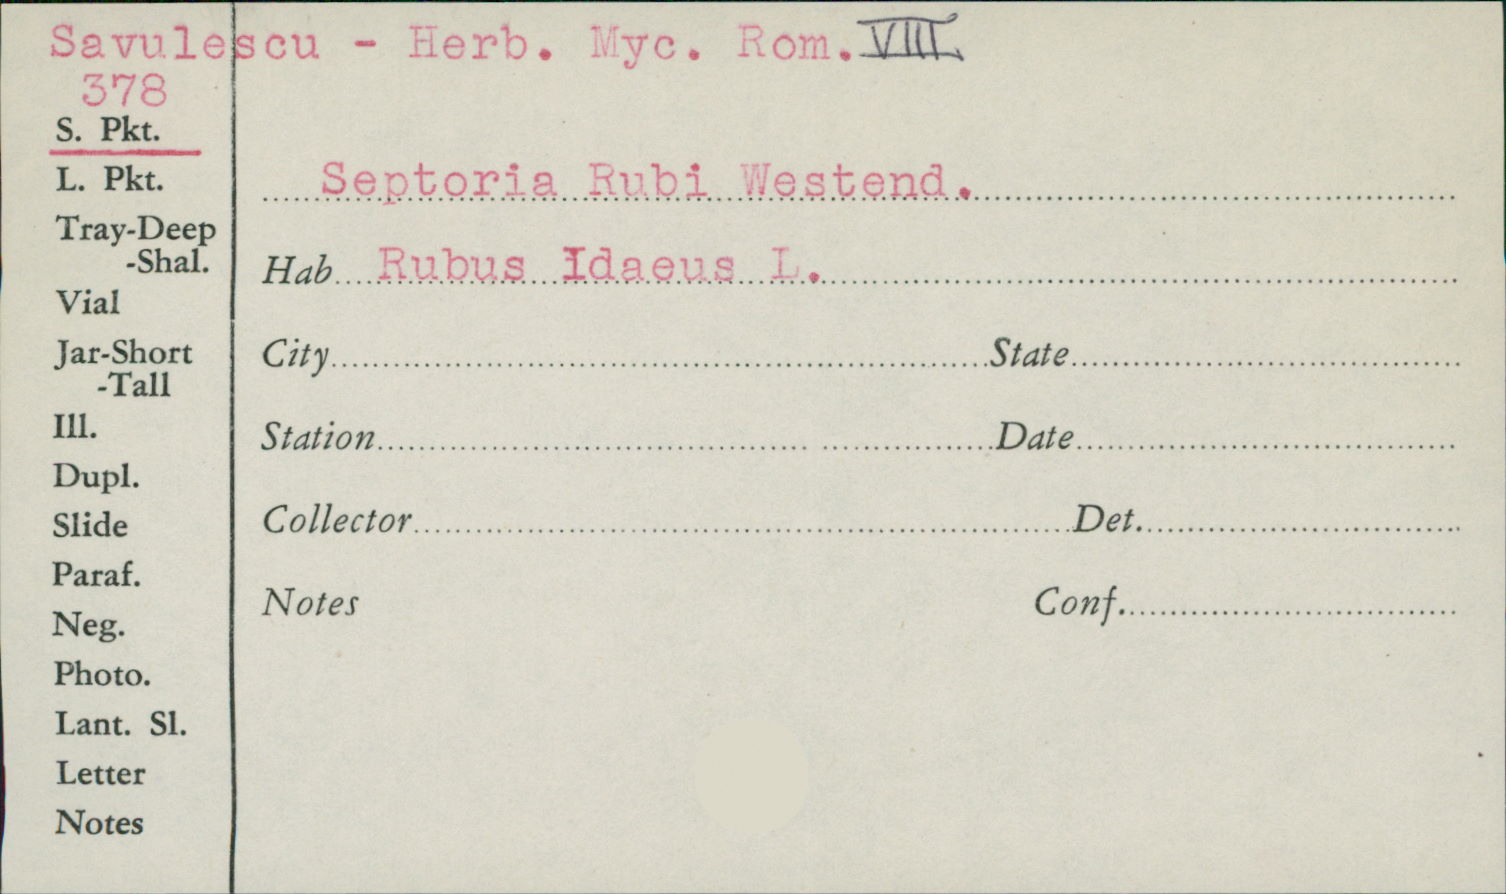 Savulescu - Herb. Myc. Rom. VIII
378
S. Pkt.
L. Pkt.
Septoria Rubi Westend.
Tray-Deep
-Shal.
Hab Rubus Idaeus L.
Vial
Jar-Short
-Tall
City State
Ill.
Station Date
Dupl.
Slide
Collector Det.
Paraf.
Neg.
Notes Conf.
Photo.
Lant. Sl.
Letter
Notes